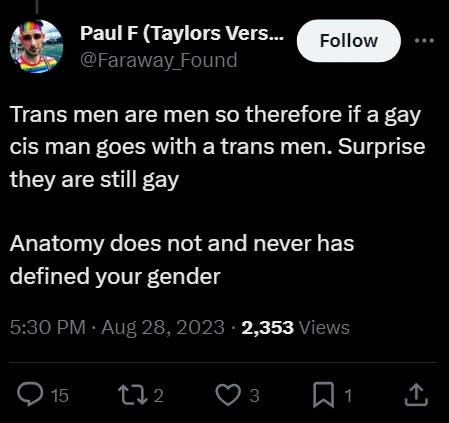 Paul F (Taylors Vers...
Follow
@Faraway_Found
Trans men are men so therefore if a gay
cis man goes with a trans men. Surprise
they are still gay
Anatomy does not and never has
defined your gender
5:30 PM · Aug 28, 2023 · 2,353 Views
15
2
3
1